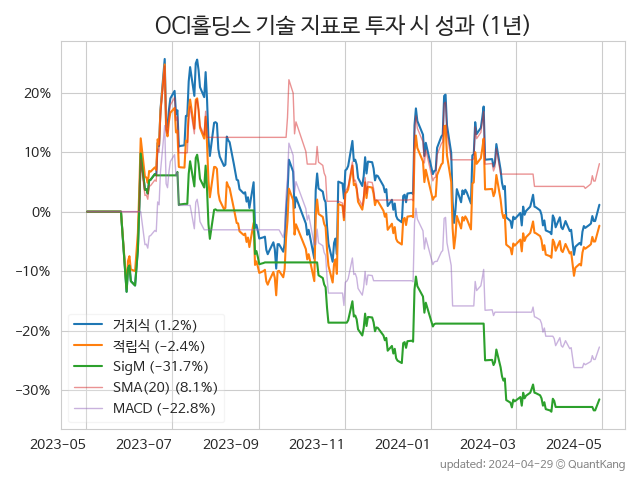 OCI홀딩스 기술 지표로 투자 시 성과 (1년)
20%
10%
0%
−10%
−20%
−30%
거치식 (1.2%)
적립식 (−2.4%)
SigM (−31.7%)
SMA(20) (8.1%)
MACD (−22.8%)
2023-05 2023-07 2023-09 2023-11 2024-01 2024-03 2024-05
updated: 2024-04-29 © QuantKang